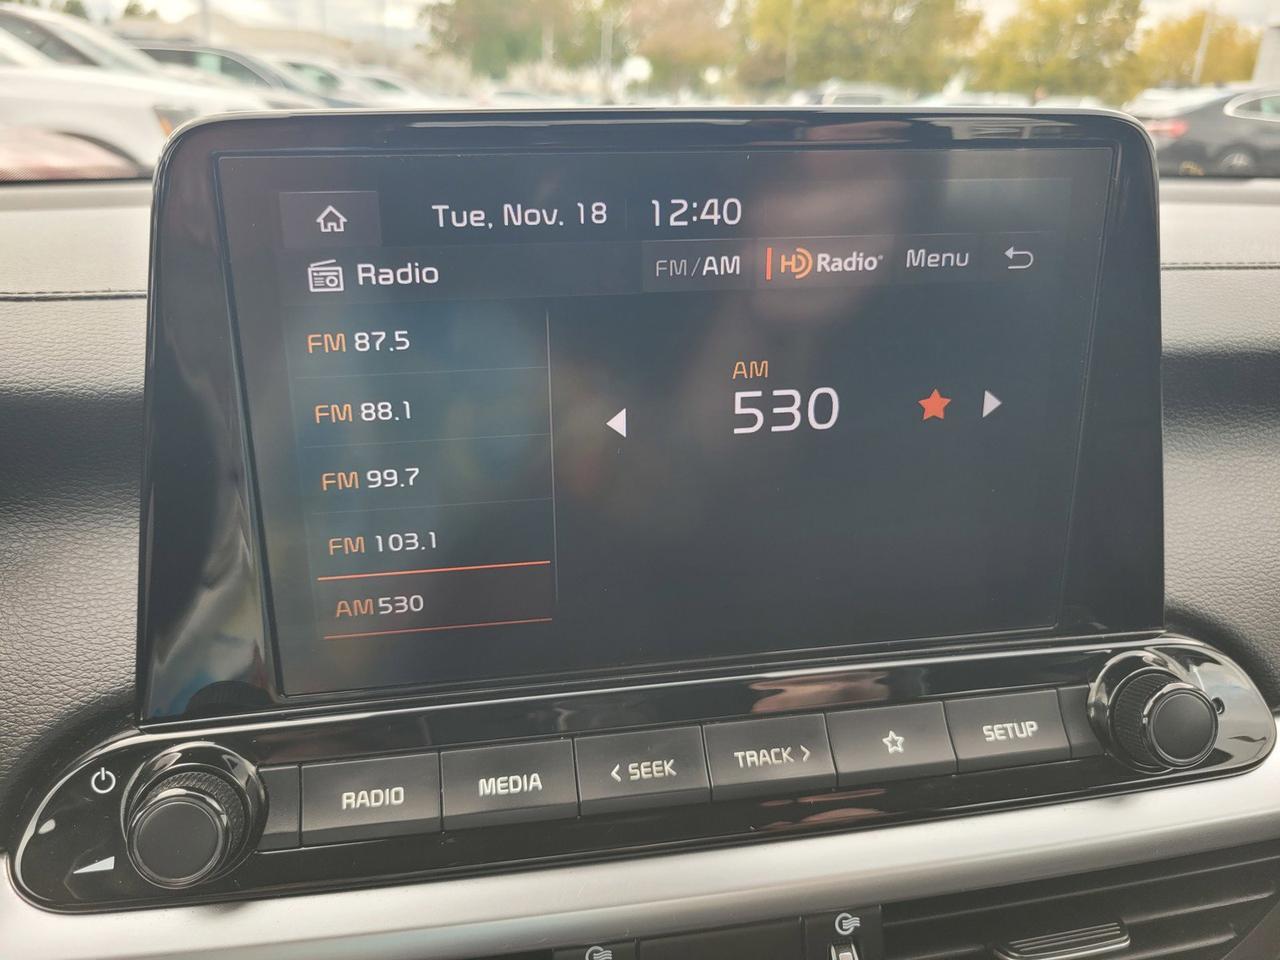 Tue, Nov. 18 12:40
Radio FM/AM HD Radio® Menu
FM 87.5
FM 88.1
FM 99.7
FM 103.1
AM 530
AM
530
RADIO MEDIA < SEEK TRACK > SETUP